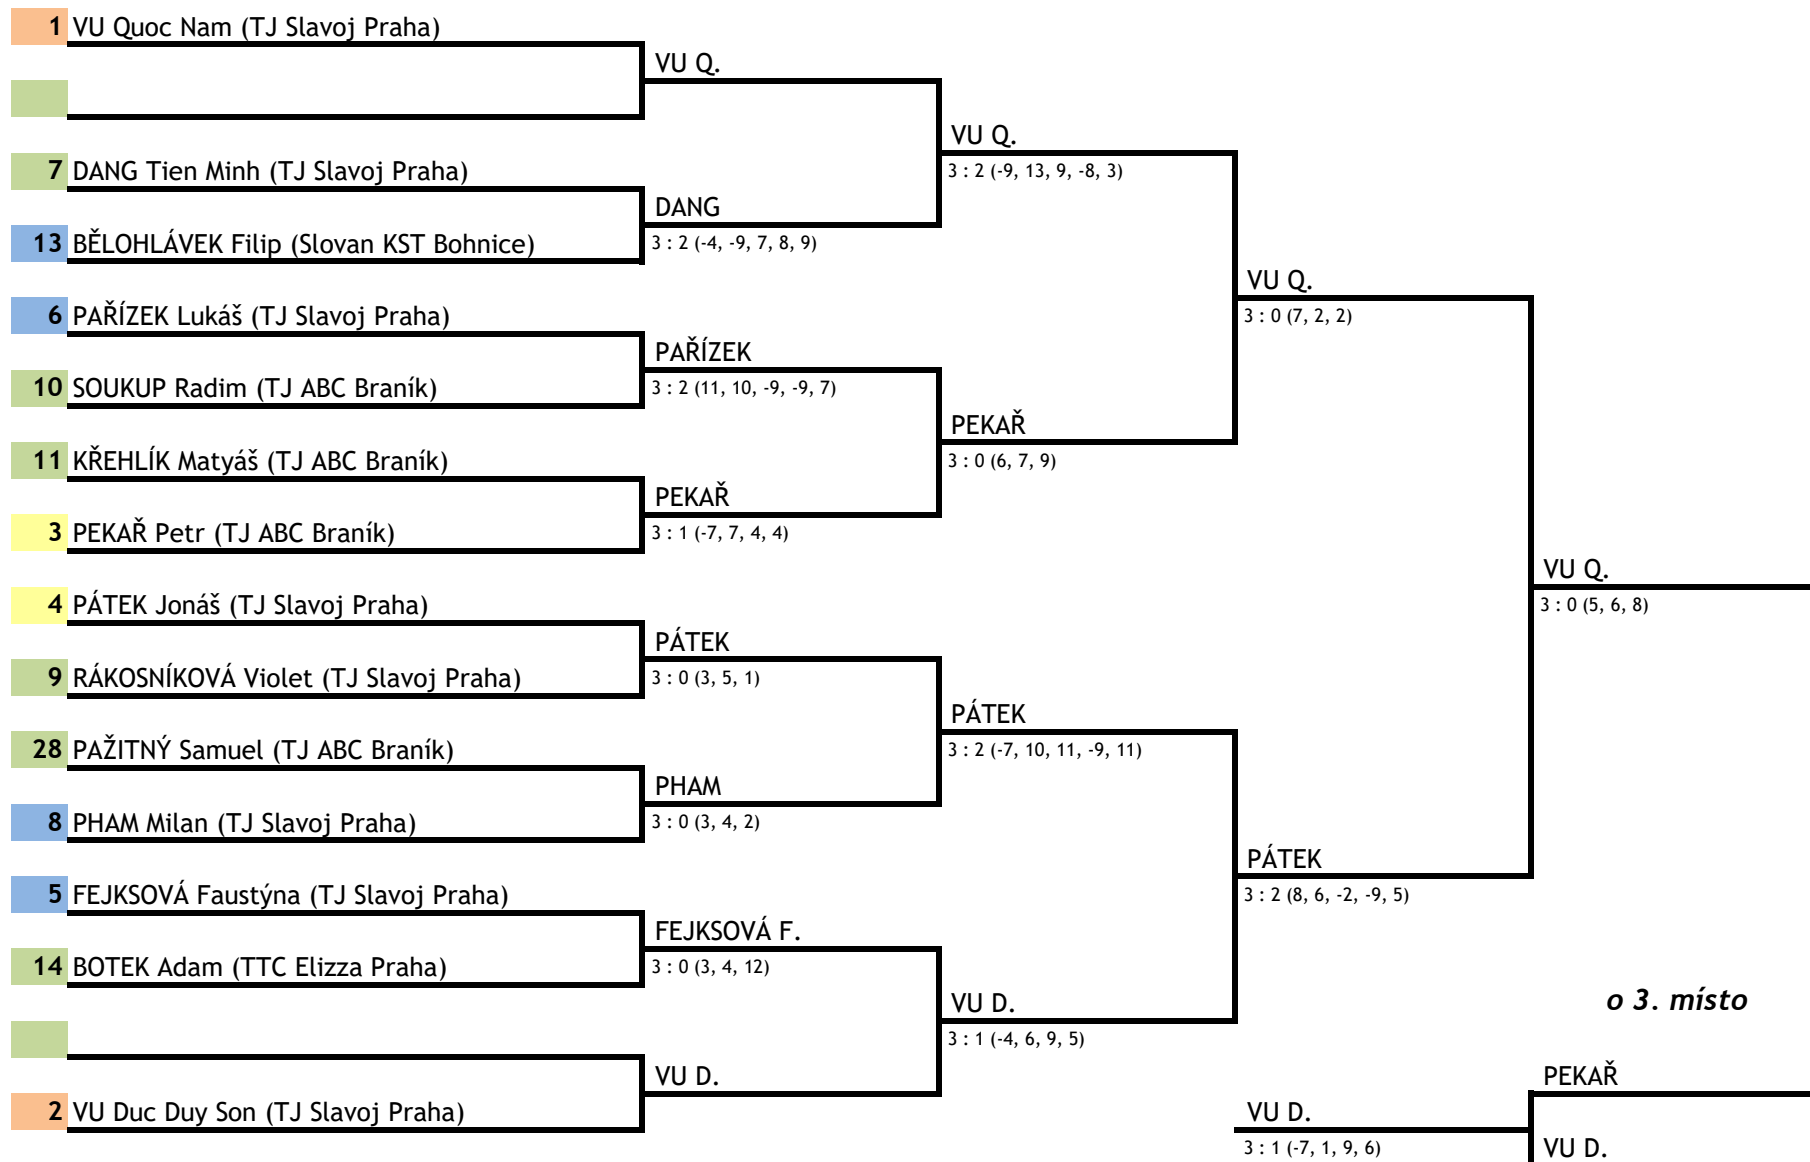 1 VU Quoc Nam (TJ Slavoj Praha)
VU Q.
VU Q.
7 DANG Tien Minh (TJ Slavoj Praha)
3 : 2 (-9, 13, 9, -8, 3)
DANG
13 BĚLOHLÁVEK Filip (Slovan KST Bohnice)
3 : 2 (-4, -9, 7, 8, 9)
VU Q.
6 PAŘÍZEK Lukáš (TJ Slavoj Praha)
3 : 0 (7, 2, 2)
PAŘÍZEK
10 SOUKUP Radim (TJ ABC Braník)
3 : 2 (11, 10, -9, -9, 7)
PEKAŘ
11 KŘEHLÍK Matyáš (TJ ABC Braník)
3 : 0 (6, 7, 9)
PEKAŘ
3 PEKAŘ Petr (TJ ABC Braník)
3 : 1 (-7, 7, 4, 4)
VU Q.
4 PÁTEK Jonáš (TJ Slavoj Praha)
3 : 0 (5, 6, 8)
PÁTEK
9 RÁKOSNÍKOVÁ Violet (TJ Slavoj Praha)
3 : 0 (3, 5, 1)
PÁTEK
28 PAŽITNÝ Samuel (TJ ABC Braník)
3 : 2 (-7, 10, 11, -9, 11)
PHAM
8 PHAM Milan (TJ Slavoj Praha)
3 : 0 (3, 4, 2)
PÁTEK
5 FEJKSOVÁ Faustýna (TJ Slavoj Praha)
3 : 2 (8, 6, -2, -9, 5)
FEJKSOVÁ F.
14 BOTEK Adam (TTC Elizza Praha)
3 : 0 (3, 4, 12)
VU D.
o 3. místo
3 : 1 (-4, 6, 9, 5)
VU D.
PEKAŘ
2 VU Duc Duy Son (TJ Slavoj Praha)
VU D.
3 : 1 (-7, 1, 9, 6)
VU D.